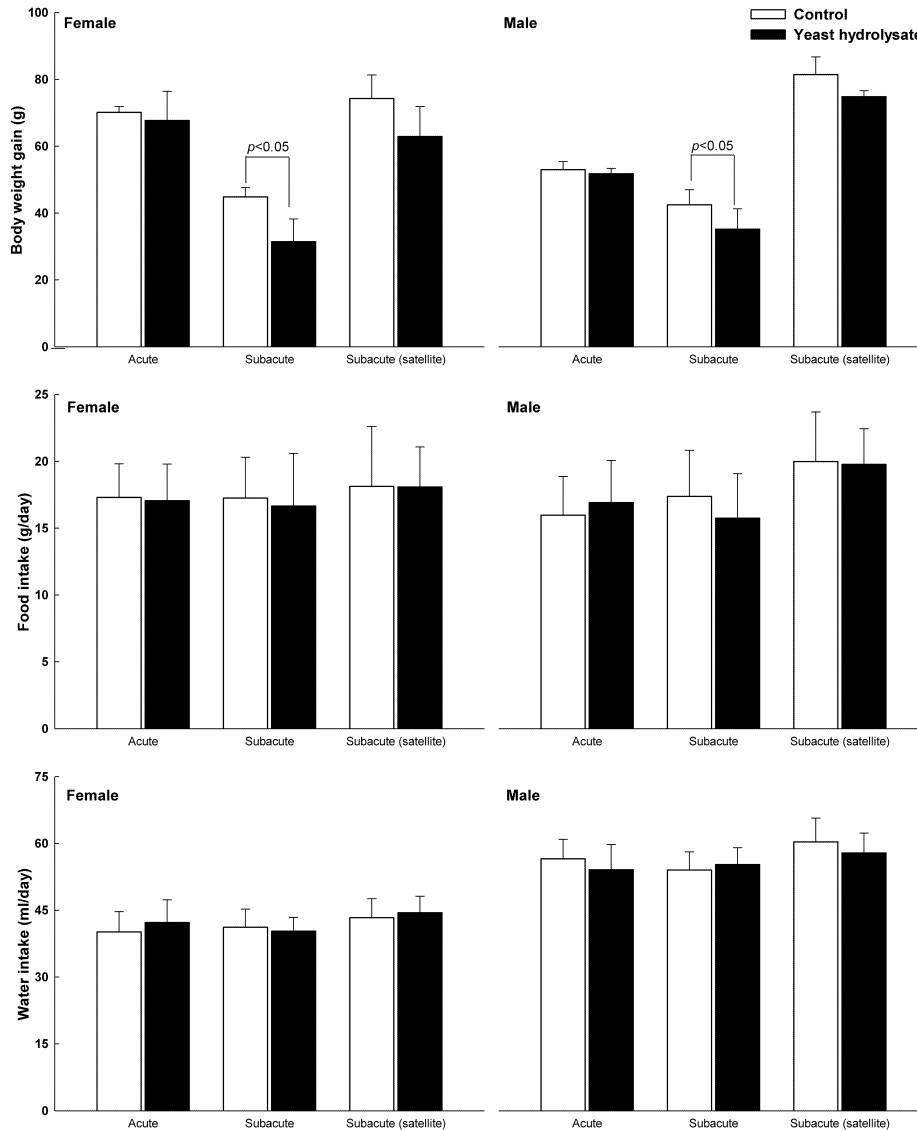 Female
Male
Control
Yeast hydrolysate
Body weight gain (g)
100
80
60
40
20
0
p<0.05
p<0.05
Acute
Subacute
Subacute (satellite)
Acute
Subacute
Subacute (satellite)
Female
Male
Food intake (g/day)
25
20
15
10
5
0
Acute
Subacute
Subacute (satellite)
Acute
Subacute
Subacute (satellite)
Female
Male
Water intake (ml/day)
75
60
45
30
15
0
Acute
Subacute
Subacute (satellite)
Acute
Subacute
Subacute (satellite)